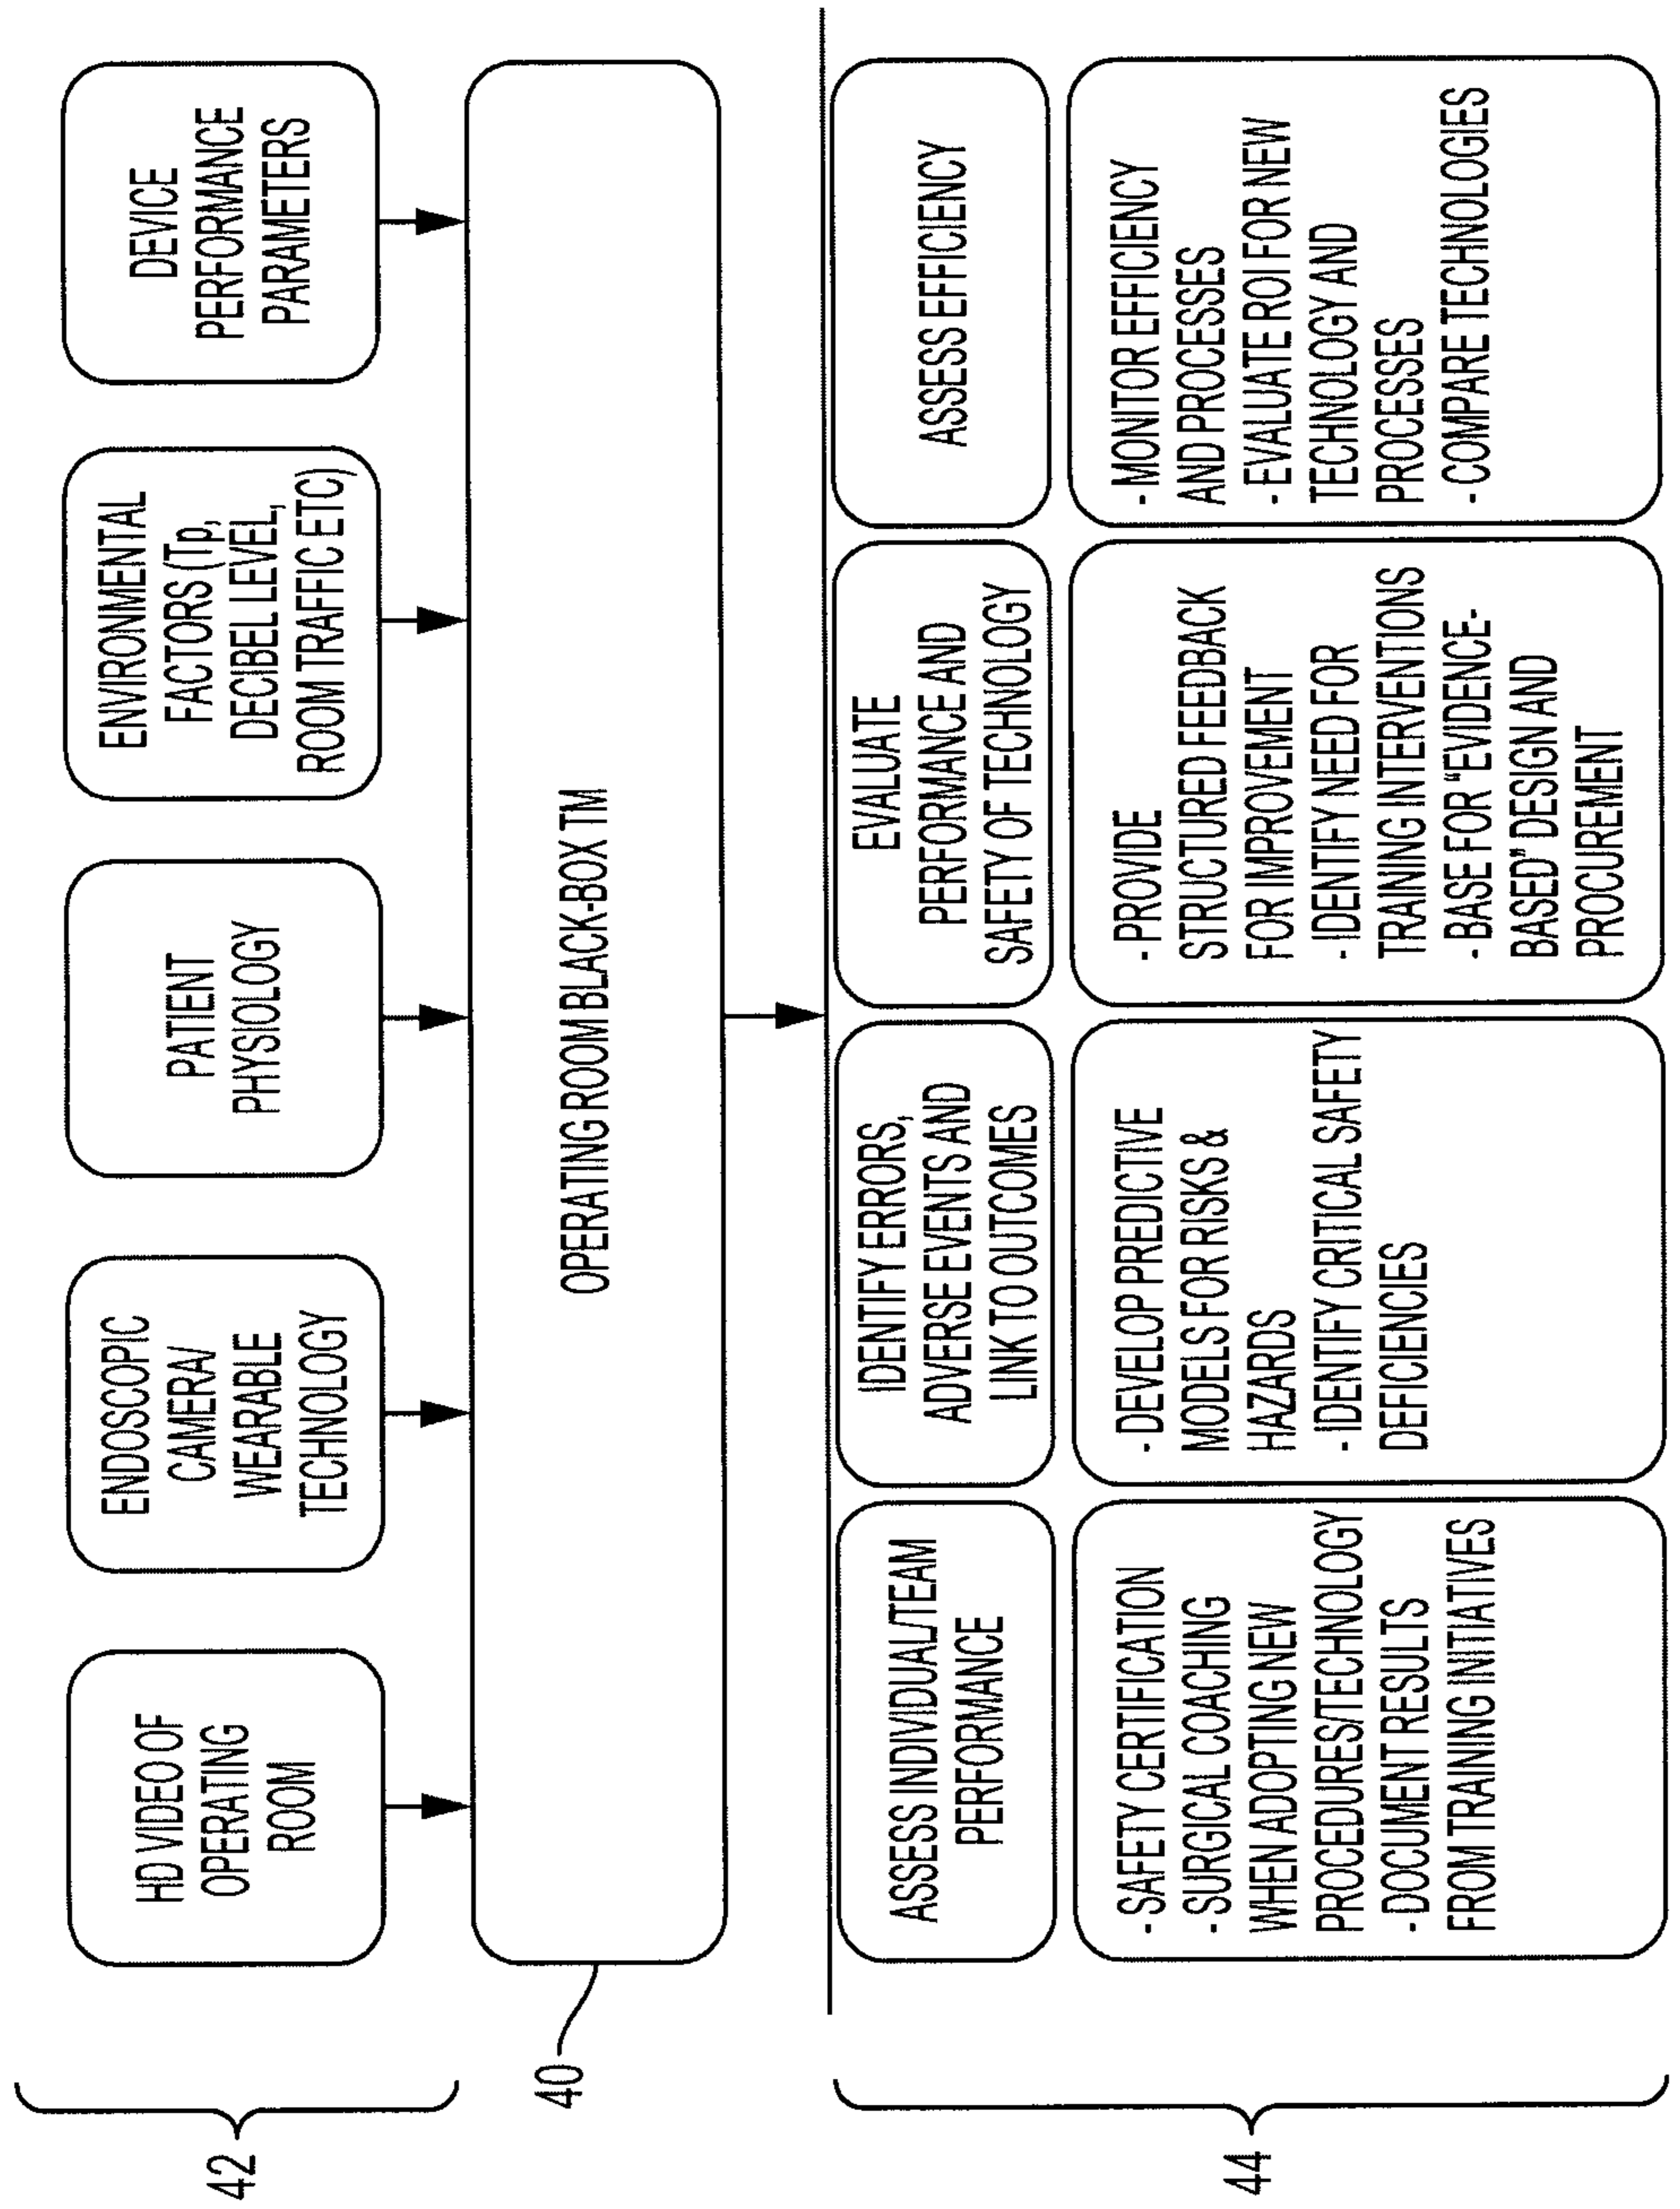 42
HD VIDEO OF
OPERATING
ROOM
ENDOSCOPIC
CAMERA/
WEARABLE
TECHNOLOGY
PATIENT
PHYSIOLOGY
ENVIRONMENTAL
FACTORS (Tp,
DECIBEL LEVEL,
ROOM TRAFFIC ETC)
DEVICE
PERFORMANCE
PARAMETERS
40
OPERATING ROOM BLACK-BOX TM
44
ASSESS INDIVIDUAL/TEAM
PERFORMANCE
IDENTIFY ERRORS,
ADVERSE EVENTS AND
LINK TO OUTCOMES
EVALUATE
PERFORMANCE AND
SAFETY OF TECHNOLOGY
ASSESS EFFICIENCY
- SAFETY CERTIFICATION
- SURGICAL COACHING
WHEN ADOPTING NEW
PROCEDURES/TECHNOLOGY
- DOCUMENT RESULTS
FROM TRAINING INITIATIVES
- DEVELOP PREDICTIVE
MODELS FOR RISKS &
HAZARDS
- IDENTIFY CRITICAL SAFETY
DEFICIENCIES
- PROVIDE
STRUCTURED FEEDBACK
FOR IMPROVEMENT
- IDENTIFY NEED FOR
TRAINING INTERVENTIONS
- BASE FOR “EVIDENCE-
BASED” DESIGN AND
PROCUREMENT
- MONITOR EFFICIENCY
AND PROCESSES
- EVALUATE ROI FOR NEW
TECHNOLOGY AND
PROCESSES
- COMPARE TECHNOLOGIES